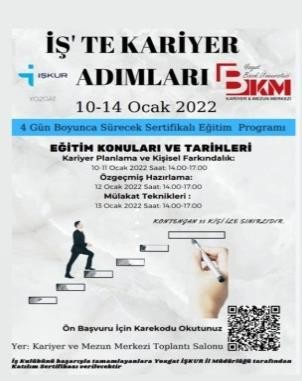 İŞ' TE KARİYER
ADIMLARI
İŞKUR
YOZGAT
Yozgat
Bozok Üniversitesi
BKM
KARİYER & MEZUN MERKEZİ
10-14 Ocak 2022
4 Gün Boyunca Sürecek Sertifikalı Eğitim Programı
EĞİTİM KONULARI VE TARİHLERİ
Kariyer Planlama ve Kişisel Farkındalık:
10-11 Ocak 2022 Saat: 14.00-17.00
Özgeçmiş Hazırlama:
12 Ocak 2022 Saat: 14.00-17.00
Mülakat Teknikleri :
13 Ocak 2022 Saat: 14.00-17.00
KONTENGAN KİŞİ İLE SINIRLIDIR.
Ön Başvuru İçin Karekodu Okutunuz
Yer: Kariyer ve Mezun Merkezi Toplantı Salonu
İş Kulübünü başarıyla tamamlayanlara Yozgat İŞKUR İl Müdürlüğü tarafından
Katılım Sertifikası verilecektir